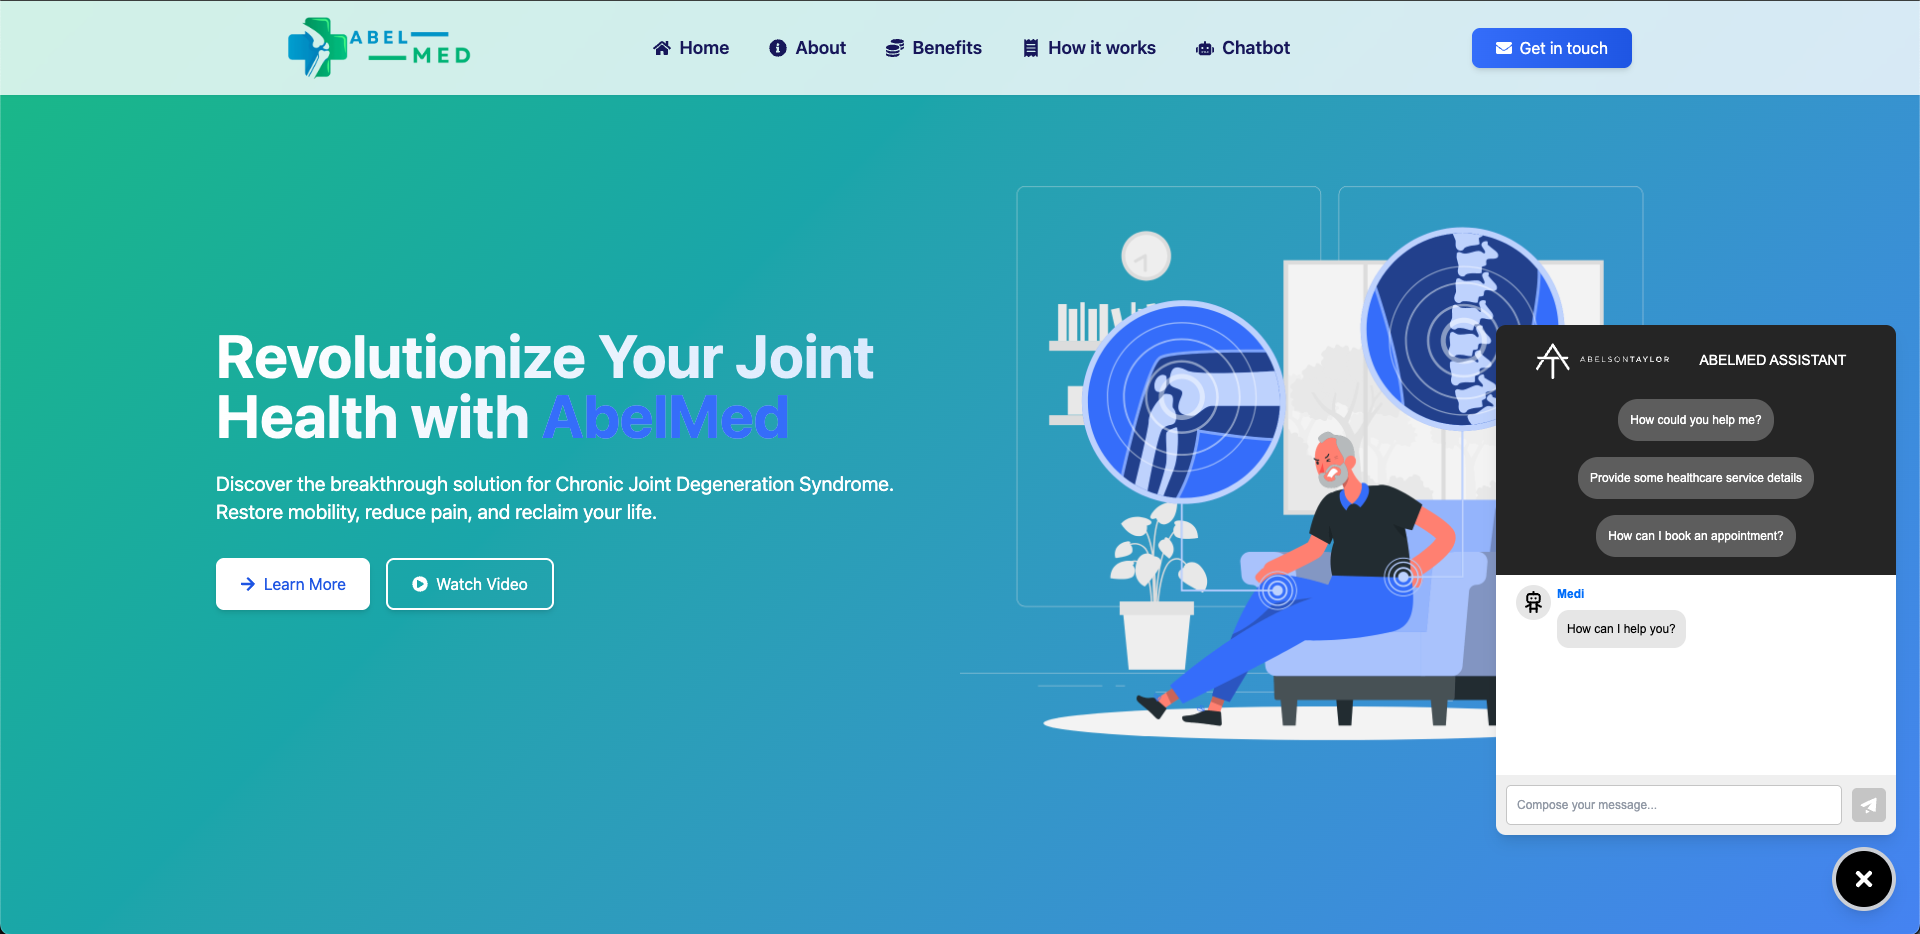 ABEL
MED
Home
About
Benefits
How it works
Chatbot
Get in touch
Revolutionize Your Joint
Health with AbelMed
Discover the breakthrough solution for Chronic Joint Degeneration Syndrome.
Restore mobility, reduce pain, and reclaim your life.
Learn More
Watch Video
ABELSONTAYLOR
ABELMED ASSISTANT
How could you help me?
Provide some healthcare service details
How can I book an appointment?
Medi
How can I help you?
Compose your message...